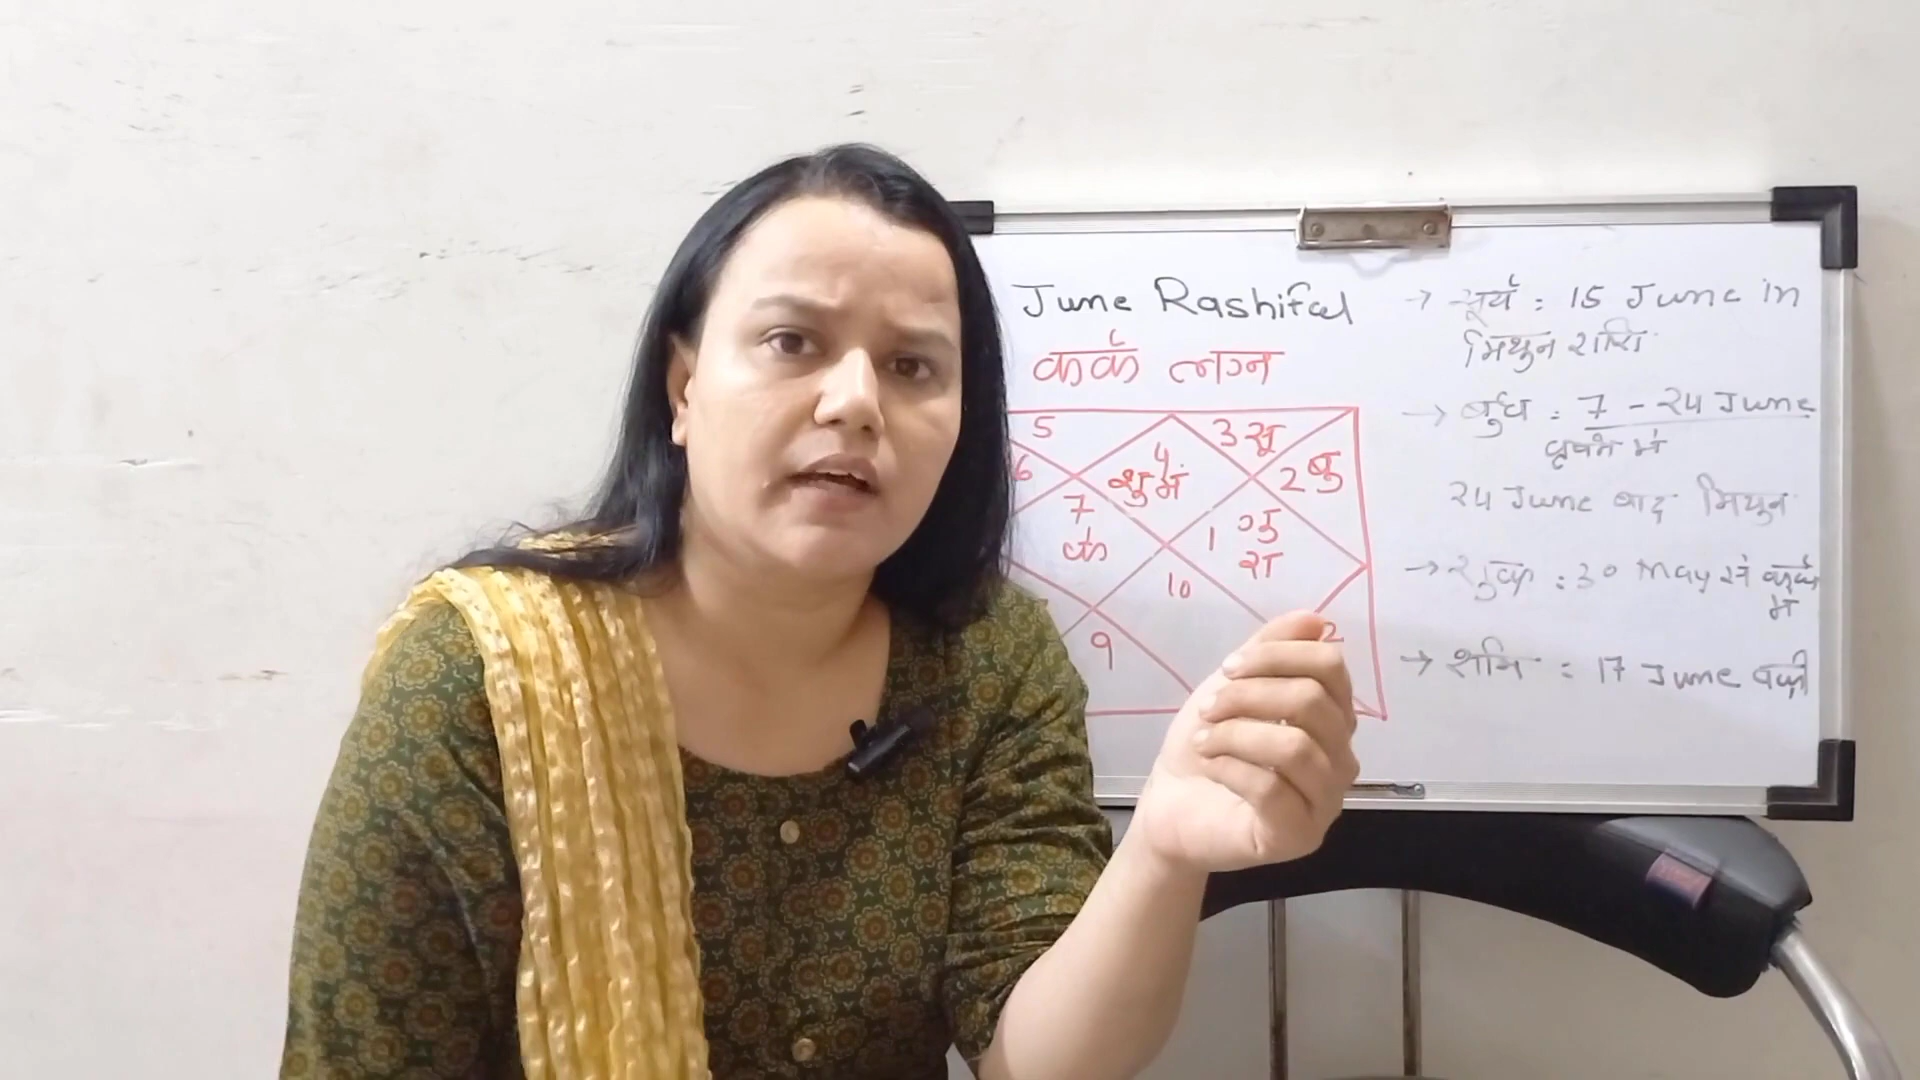 June Rashifal
कर्क लग्न
5
3 सू
6
4
शु मं
2 बु
7
के
1 गु
रा
10
9
2
→ सूर्य : 15 June in
मिथुन राशि
→ बुध : 7 - 24 June
वृषभ में
24 June बाद मिथुन
→ शुक्र : 30 May से कर्क
में
→ शनि : 17 June वक्री